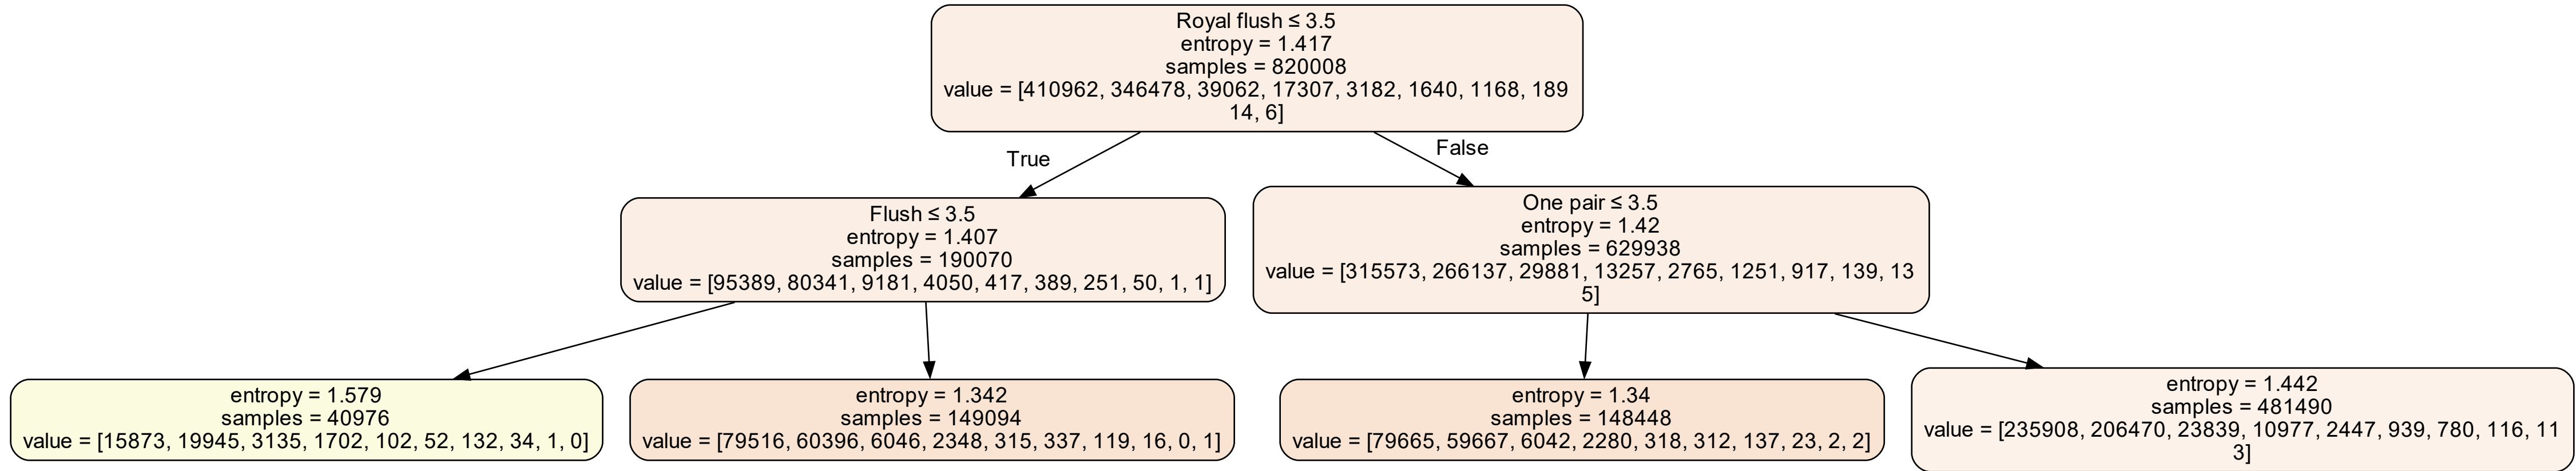 Royal flush ≤ 3.5
entropy = 1.417
samples = 820008
value = [410962, 346478, 39062, 17307, 3182, 1640, 1168, 189
14, 6]
True
False
Flush ≤ 3.5
entropy = 1.407
samples = 190070
value = [95389, 80341, 9181, 4050, 417, 389, 251, 50, 1, 1]
One pair ≤ 3.5
entropy = 1.42
samples = 629938
value = [315573, 266137, 29881, 13257, 2765, 1251, 917, 139, 13
5]
entropy = 1.579
samples = 40976
value = [15873, 19945, 3135, 1702, 102, 52, 132, 34, 1, 0]
entropy = 1.342
samples = 149094
value = [79516, 60396, 6046, 2348, 315, 337, 119, 16, 0, 1]
entropy = 1.34
samples = 148448
value = [79665, 59667, 6042, 2280, 318, 312, 137, 23, 2, 2]
entropy = 1.442
samples = 481490
value = [235908, 206470, 23839, 10977, 2447, 939, 780, 116, 11
3]